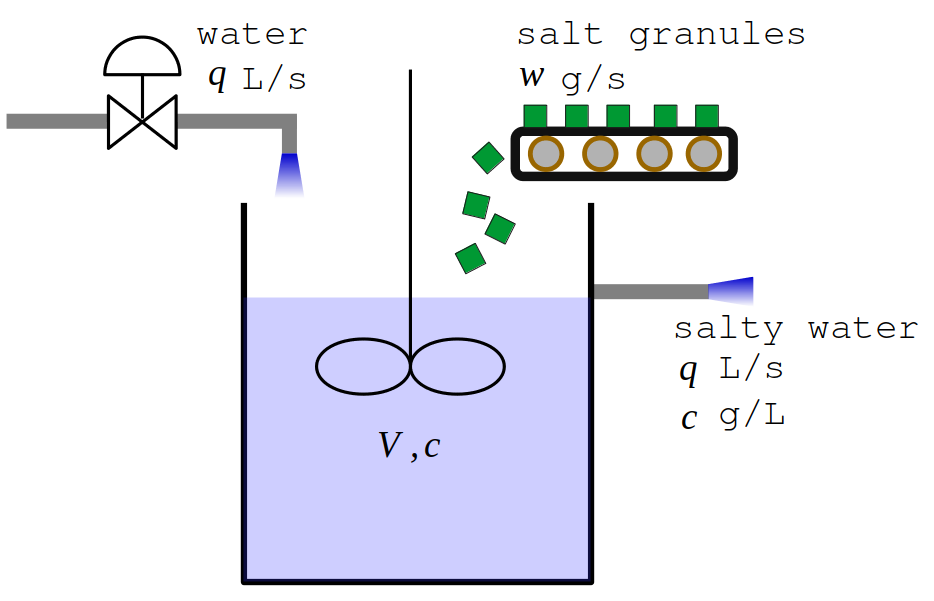 water
q L/s
salt granules
w g/s
salty water
q L/s
c g/L
V , c